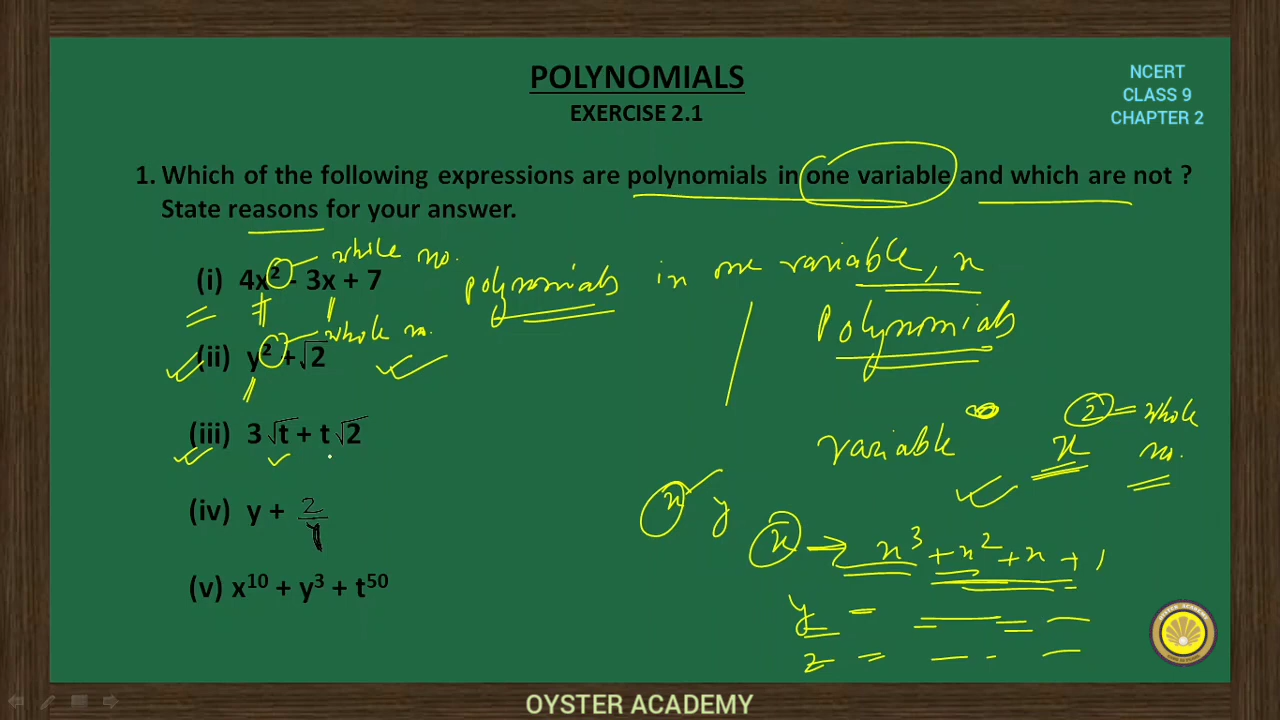 POLYNOMIALS
EXERCISE 2.1
NCERT
CLASS 9
CHAPTER 2
1. Which of the following expressions are polynomials in one variable and which are not ?
State reasons for your answer.
(i) 4x² - 3x + 7
whole no.
polynomials in one variable, x
Polynomials
(ii) y² + √2
whole no.
(iii) 3√t + t√2
variable
2 = whole
x no.
(iv) y + 2/y
x y
x → x³ + x² + x + 1
y =
z =
(v) x¹⁰ + y³ + t⁵⁰
OYSTER ACADEMY
OYSTER ACADEMY